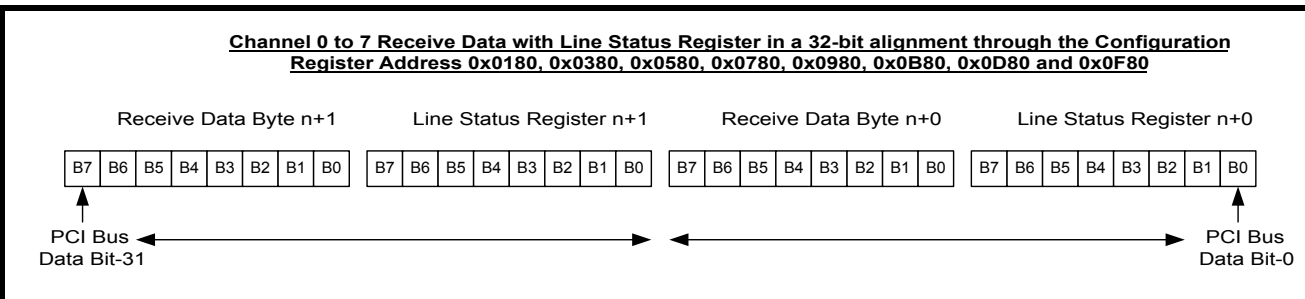 Channel 0 to 7 Receive Data with Line Status Register in a 32-bit alignment through the Configuration
Register Address 0x0180, 0x0380, 0x0580, 0x0780, 0x0980, 0x0B80, 0x0D80 and 0x0F80
Receive Data Byte n+1 Line Status Register n+1 Receive Data Byte n+0 Line Status Register n+0
B7 B6 B5 B4 B3 B2 B1 B0 B7 B6 B5 B4 B3 B2 B1 B0 B7 B6 B5 B4 B3 B2 B1 B0 B7 B6 B5 B4 B3 B2 B1 B0
PCI Bus PCI Bus
Data Bit-31 Data Bit-0